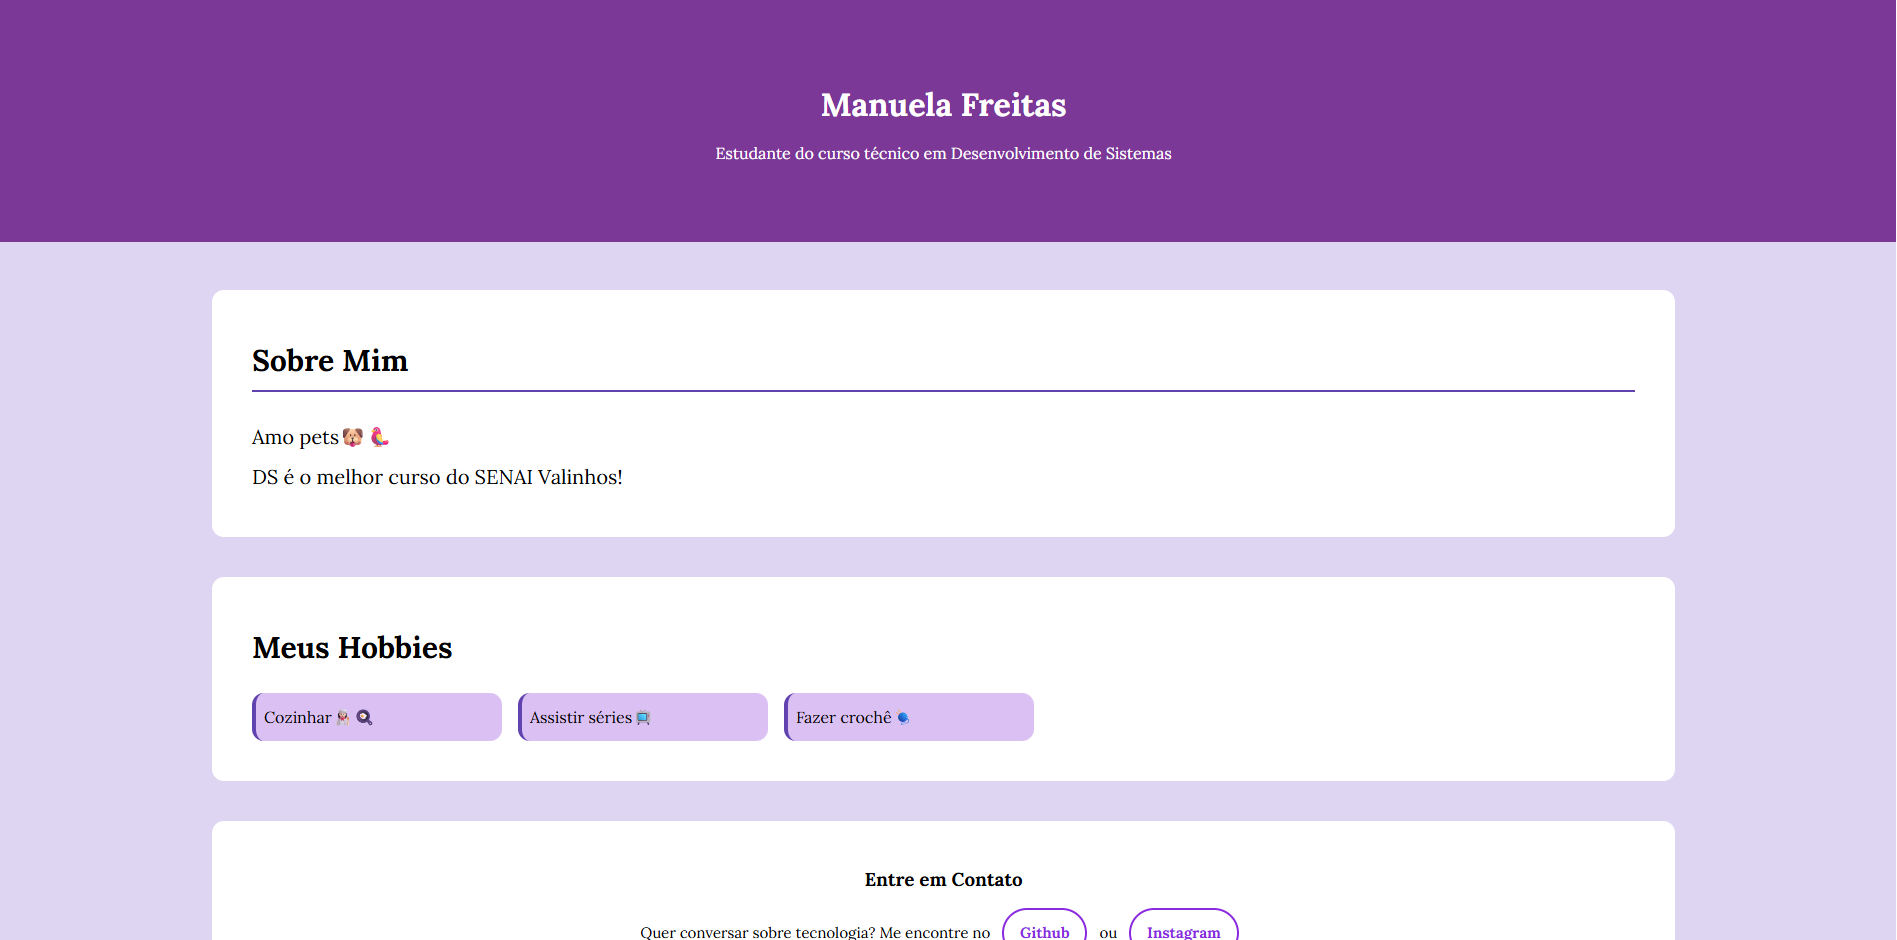 Manuela Freitas
Estudante do curso técnico em Desenvolvimento de Sistemas
Sobre Mim
Amo pets🐶 🦜
DS é o melhor curso do SENAI Valinhos!
Meus Hobbies
Cozinhar 👩🏻‍🍳 🍳
Assistir séries 📺
Fazer crochê 🧶
Entre em Contato
Quer conversar sobre tecnologia? Me encontre no Github ou Instagram